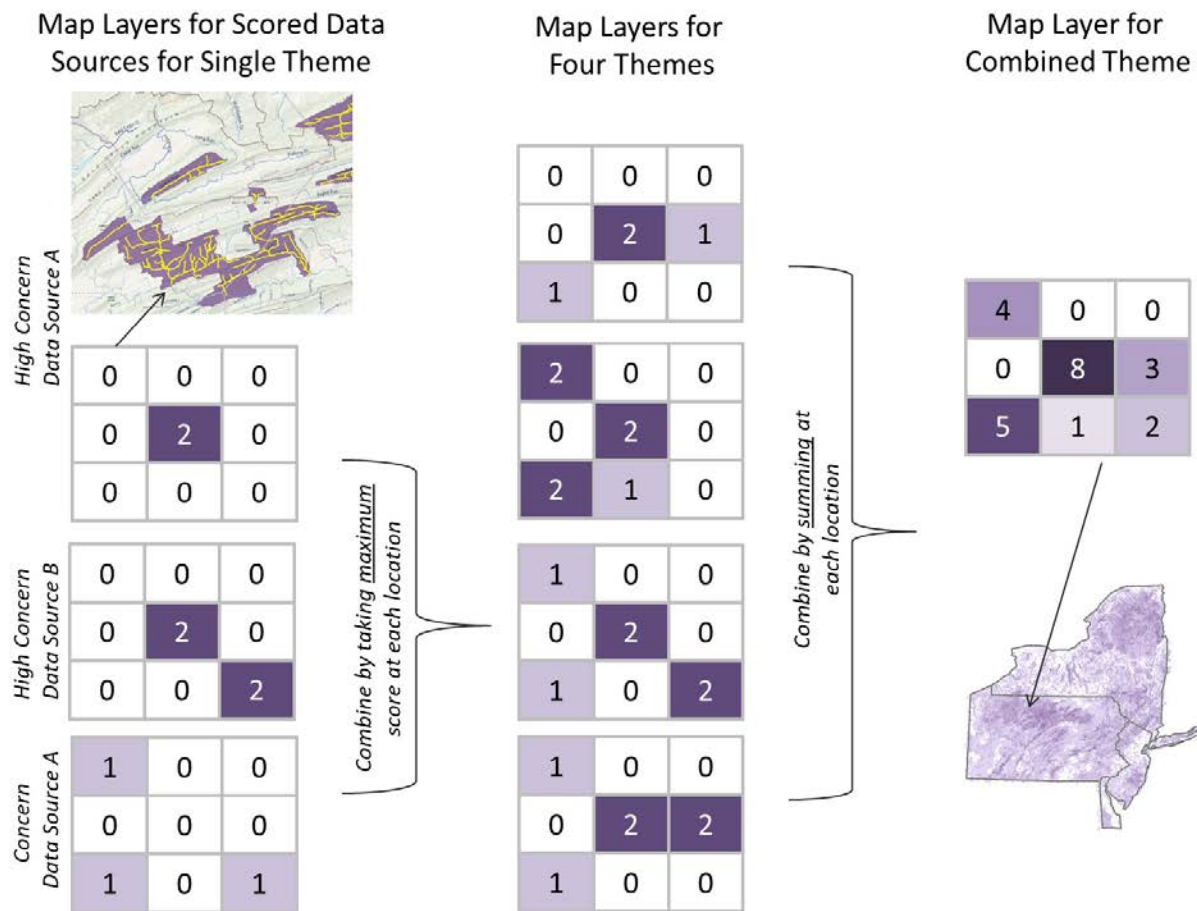 Map Layers for Scored Data
Sources for Single Theme
Map Layers for
Four Themes
Map Layer for
Combined Theme
High Concern
Data Source A
0 0 0
0 2 0
0 0 0
High Concern
Data Source B
0 0 0
0 2 0
0 0 2
Concern
Data Source A
1 0 0
0 0 0
1 0 1
Combine by taking maximum
score at each location
0 0 0
0 2 1
1 0 0
2 0 0
0 2 0
2 1 0
1 0 0
0 2 0
1 0 2
1 0 0
0 2 2
1 0 0
Combine by summing at
each location
4 0 0
0 8 3
5 1 2